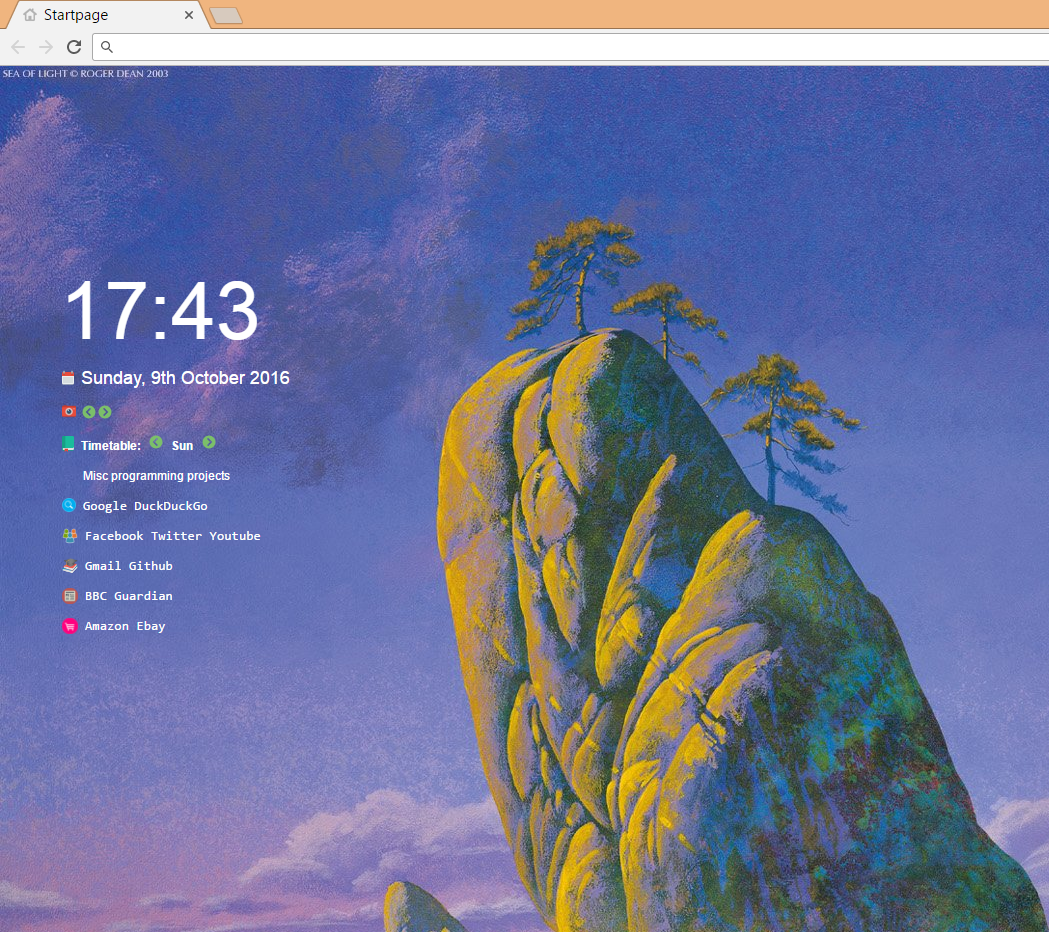 Startpage
SEA OF LIGHT © ROGER DEAN 2003
17:43
Sunday, 9th October 2016
Timetable: Sun
Misc programming projects
Google DuckDuckGo
Facebook Twitter Youtube
Gmail Github
BBC Guardian
Amazon Ebay